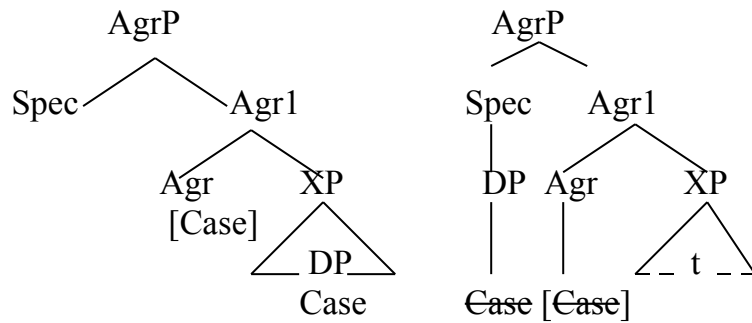 AgrP AgrP
Spec Agr1 Spec Agr1
Agr XP DP Agr XP
[Case]
DP t
Case Case [Case]